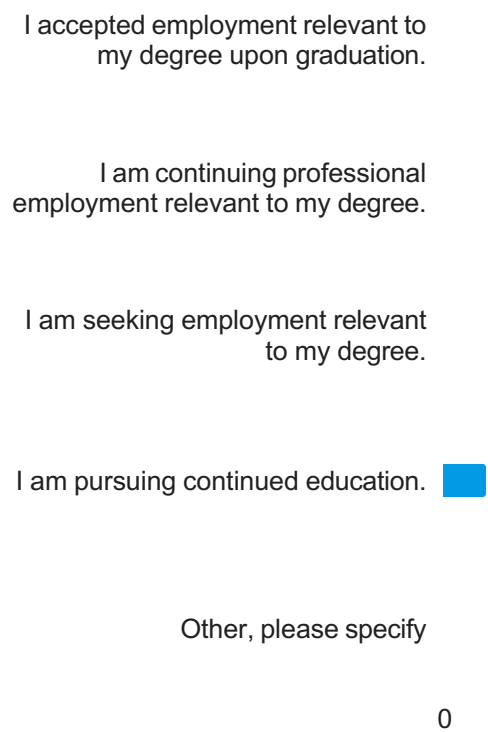 I accepted employment relevant to
my degree upon graduation.
I am continuing professional
employment relevant to my degree.
I am seeking employment relevant
to my degree.
I am pursuing continued education.
Other, please specify
0